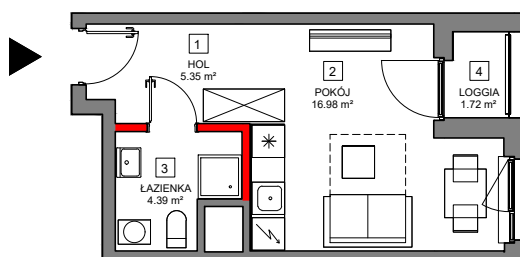 1
HOL
5.35 m²
2
POKÓJ
16.98 m²
4
LOGGIA
1.72 m²
3
ŁAZIENKA
4.39 m²